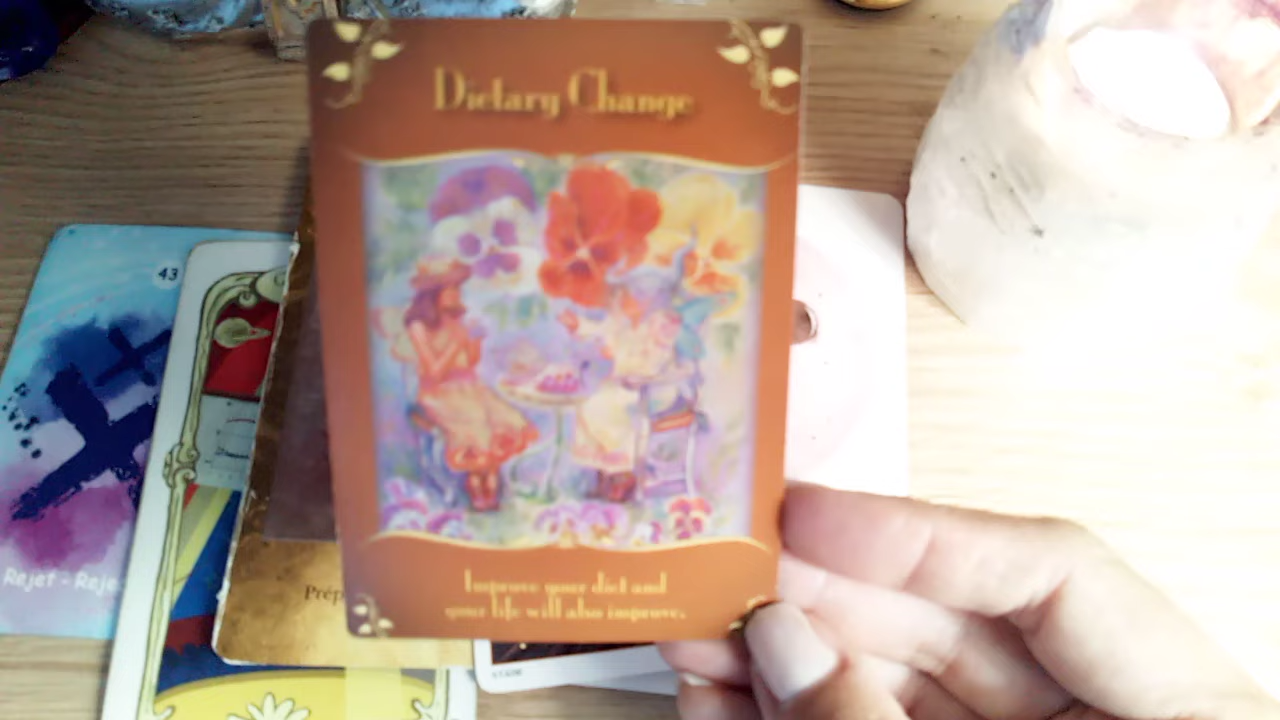 Dietary Change
Improve your diet and
your life will also improve.
43
Rejet - Reje
Prép